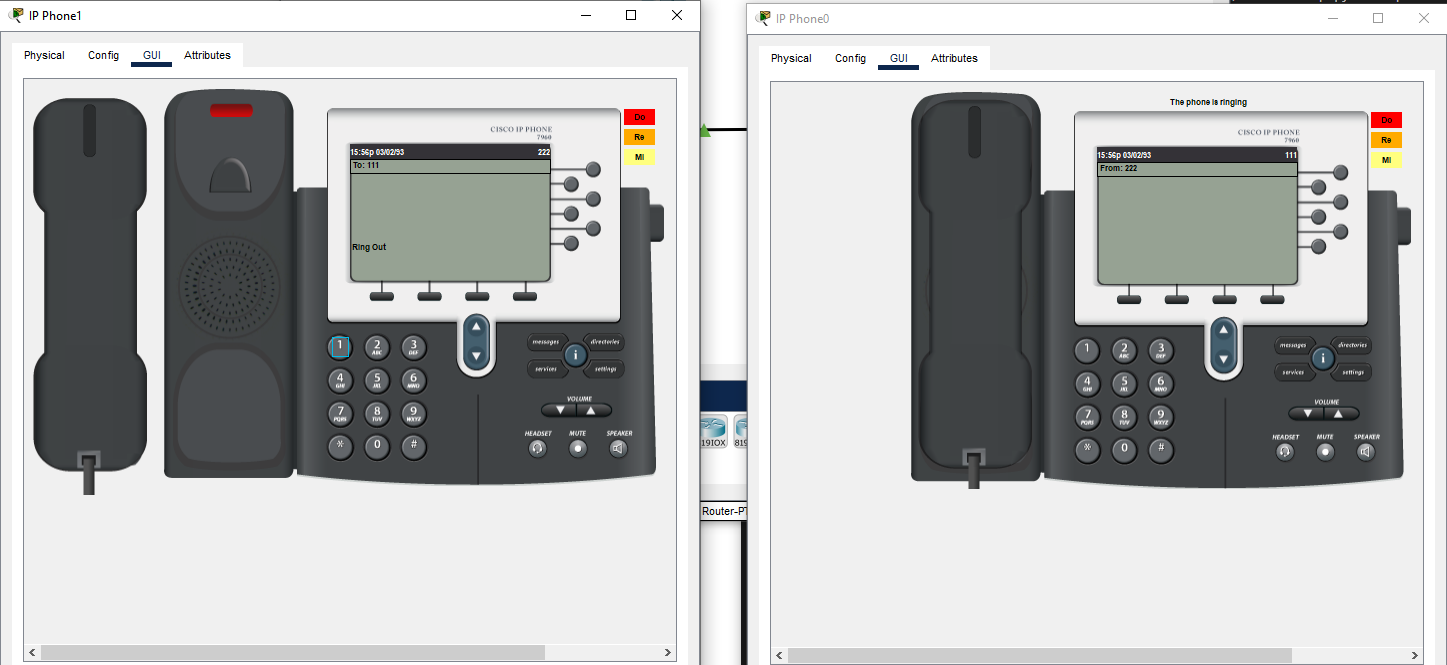 IP Phone1
Physical Config GUI Attributes
CISCO IP PHONE
7960
Do
Re
MI
15:56p 03/02/93 222
To: 111
Ring Out
1 2 ABC 3 DEF
4 GHI 5 JKL 6 MNO
7 PQRS 8 TUV 9 WXYZ
* 0 #
messages directories
i
services settings
VOLUME
HEADSET MUTE SPEAKER
819IOX 819
Router-PT
IP Phone0
Physical Config GUI Attributes
The phone is ringing
CISCO IP PHONE
7960
Do
Re
MI
15:56p 03/02/93 111
From: 222
1 2 ABC 3 DEF
4 GHI 5 JKL 6 MNO
7 PQRS 8 TUV 9 WXYZ
* 0 #
messages directories
i
services settings
VOLUME
HEADSET MUTE SPEAKER